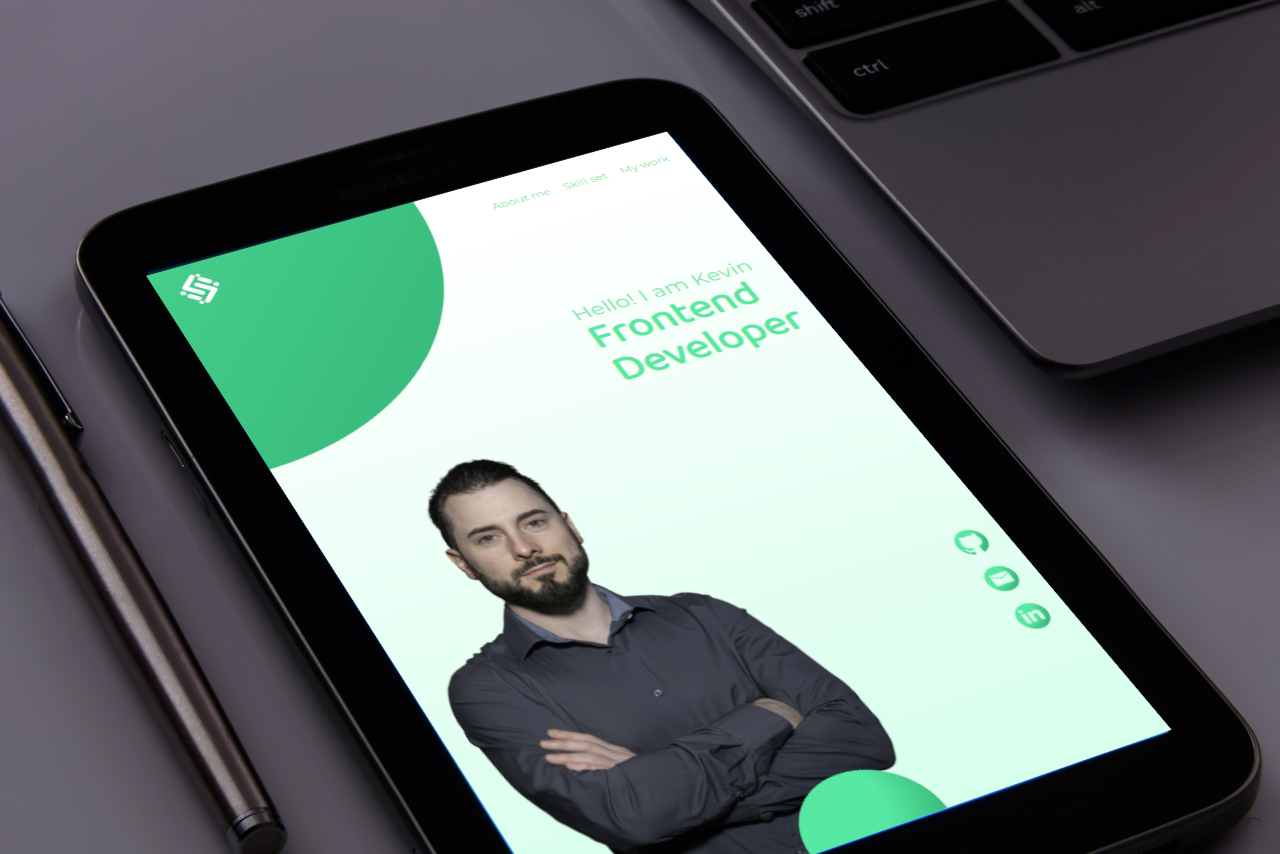 shift
alt
ctrl
About me Skill set My work
Hello! I am Kevin
Frontend
Developer
in